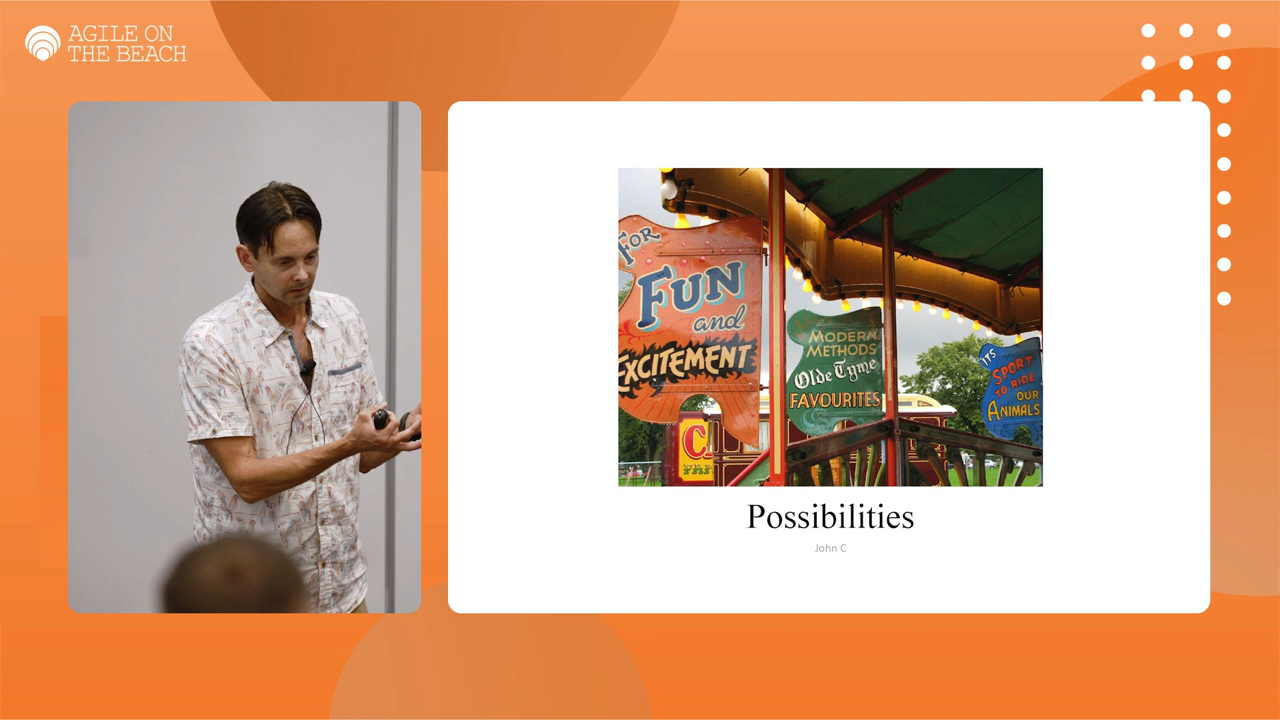 AGILE ON
THE BEACH
FOR
FUN
and
EXCITEMENT
MODERN
METHODS
Olde Tyme
FAVOURITES
ITS
SPORT
TO RIDE
OUR
ANIMALS
Possibilities
John C